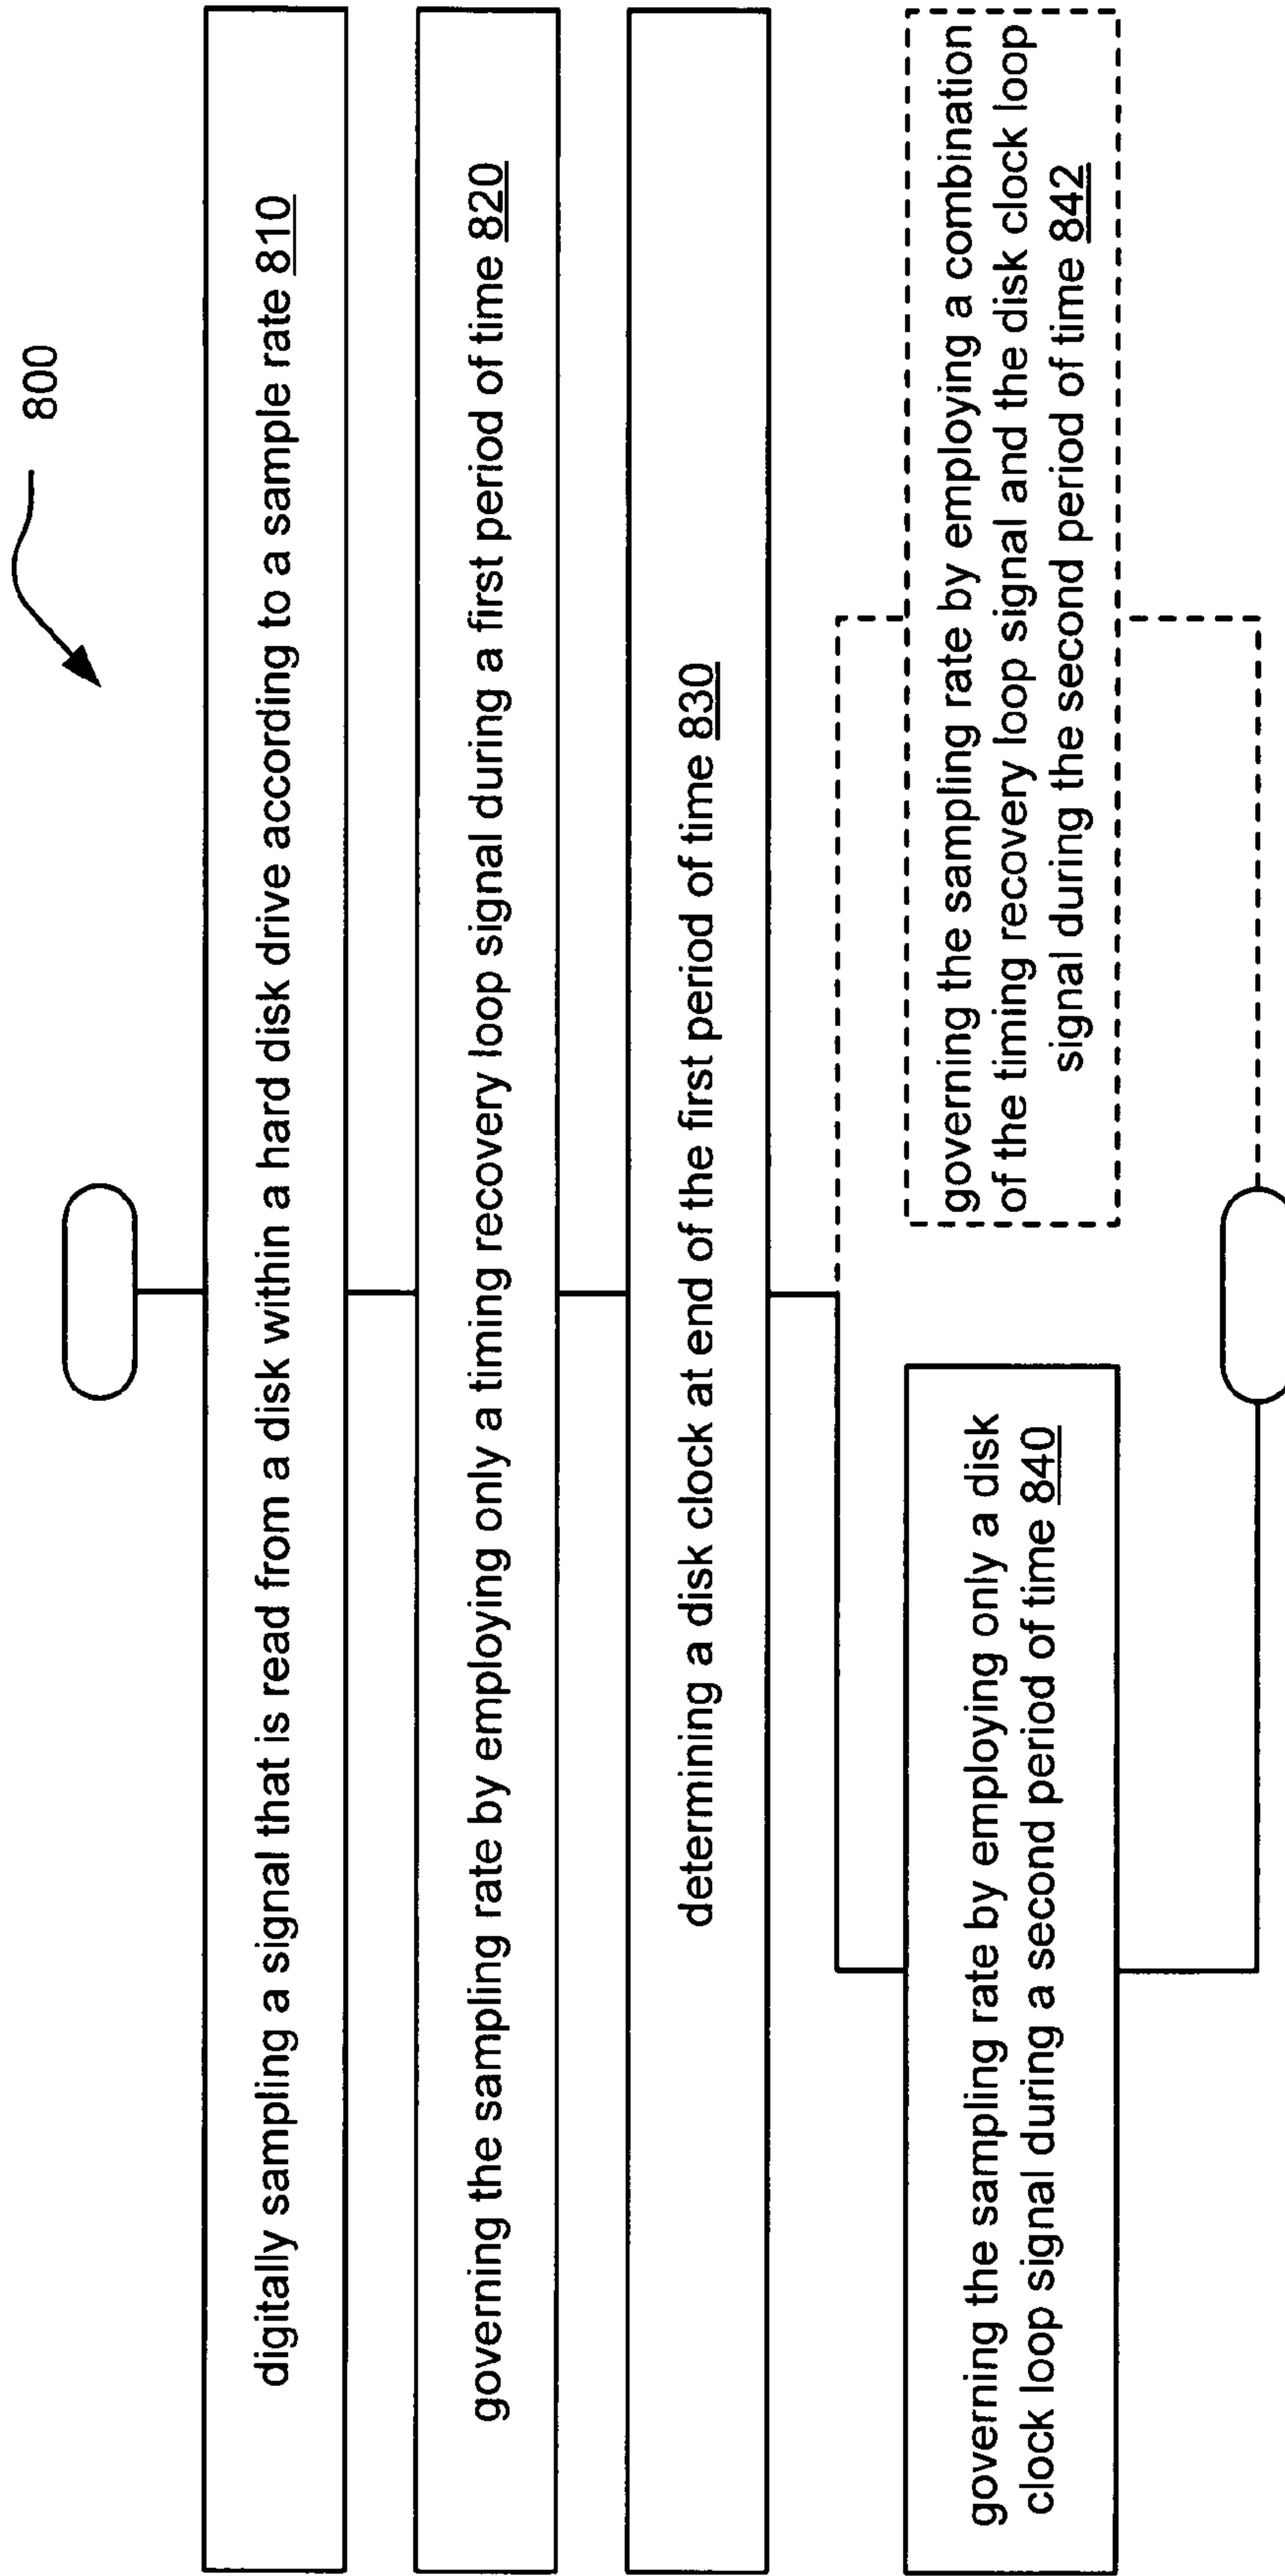 800
digitally sampling a signal that is read from a disk within a hard disk drive according to a sample rate 810
governing the sampling rate by employing only a timing recovery loop signal during a first period of time 820
determining a disk clock at end of the first period of time 830
governing the sampling rate by employing only a disk
clock loop signal during a second period of time 840
governing the sampling rate by employing a combination
of the timing recovery loop signal and the disk clock loop
signal during the second period of time 842